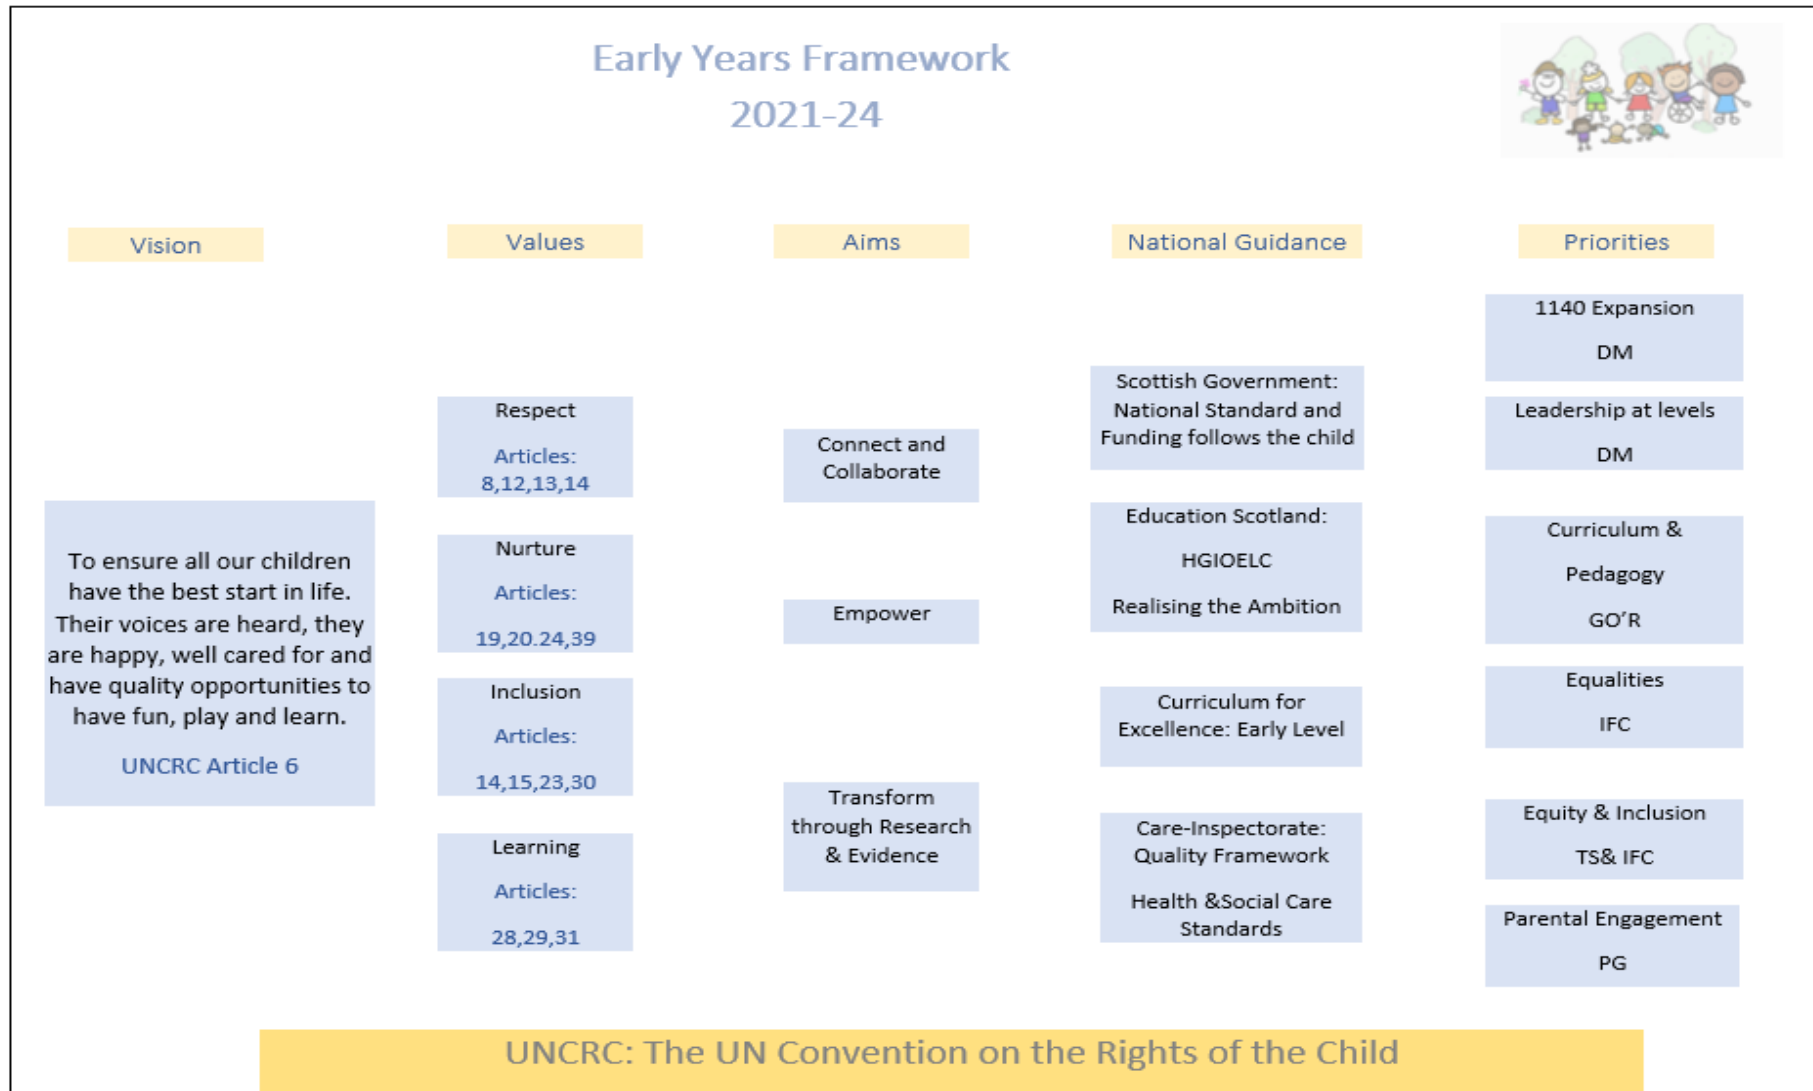 Early Years Framework
2021-24
Vision
Values
Aims
National Guidance
Priorities
To ensure all our children
have the best start in life.
Their voices are heard, they
are happy, well cared for and
have quality opportunities to
have fun, play and learn.
UNCRC Article 6
Respect
Articles:
8,12,13,14
Nurture
Articles:
19,20.24,39
Inclusion
Articles:
14,15,23,30
Learning
Articles:
28,29,31
Connect and
Collaborate
Empower
Transform
through Research
& Evidence
Scottish Government:
National Standard and
Funding follows the child
Education Scotland:
HGIOELC
Realising the Ambition
Curriculum for
Excellence: Early Level
Care-Inspectorate:
Quality Framework
Health &Social Care
Standards
1140 Expansion
DM
Leadership at levels
DM
Curriculum &
Pedagogy
GO’R
Equalities
IFC
Equity & Inclusion
TS& IFC
Parental Engagement
PG
UNCRC: The UN Convention on the Rights of the Child